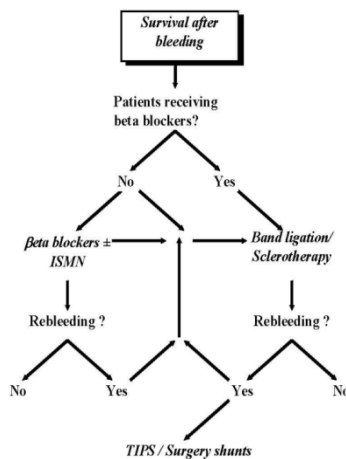 Survival after
bleeding
Patients receiving
beta blockers?
No
Yes
βeta blockers ±
ISMN
Band ligation/
Sclerotherapy
Rebleeding ?
Rebleeding ?
No
Yes
Yes
No
TIPS / Surgery shunts